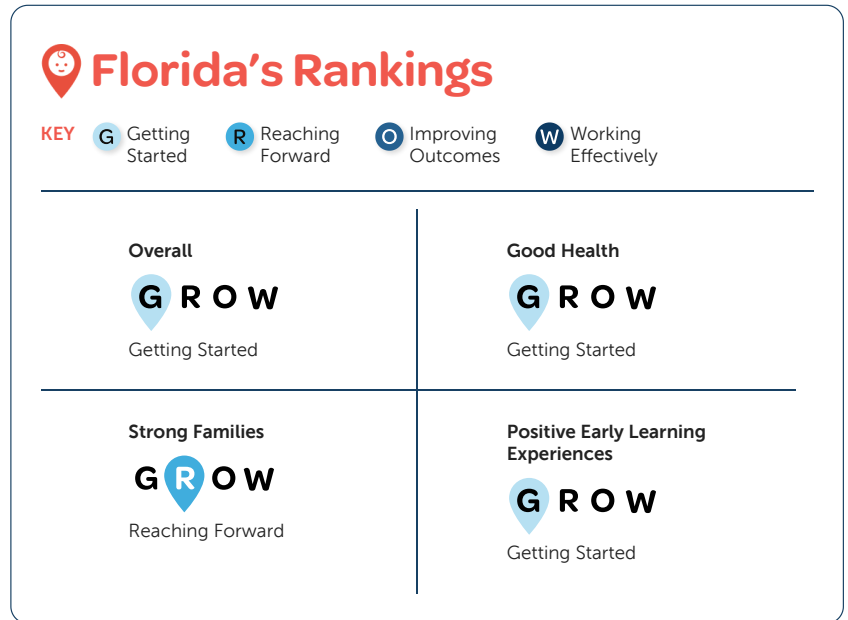 Florida's Rankings
KEY
G Getting Started
R Reaching Forward
O Improving Outcomes
W Working Effectively
Overall
G R O W
Getting Started
Good Health
G R O W
Getting Started
Strong Families
G R O W
Reaching Forward
Positive Early Learning
Experiences
G R O W
Getting Started